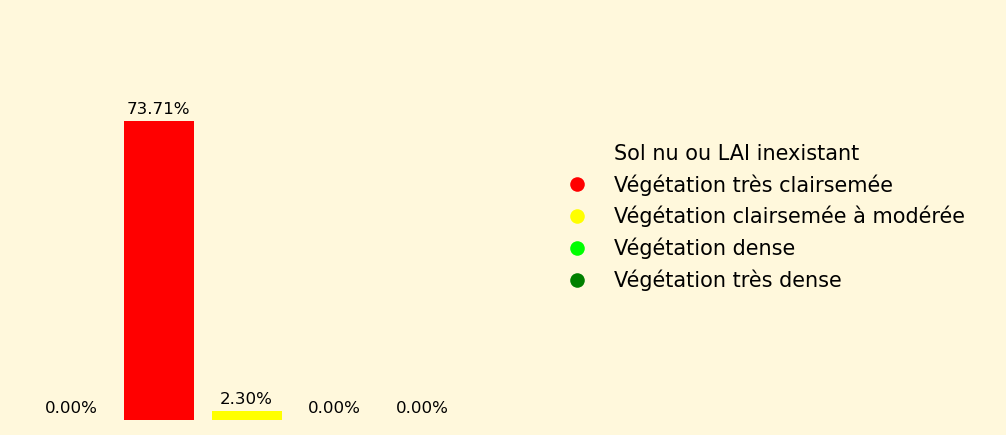 73.71%
2.30%
0.00%
0.00%
0.00%
Sol nu ou LAI inexistant
Végétation très clairsemée
Végétation clairsemée à modérée
Végétation dense
Végétation très dense